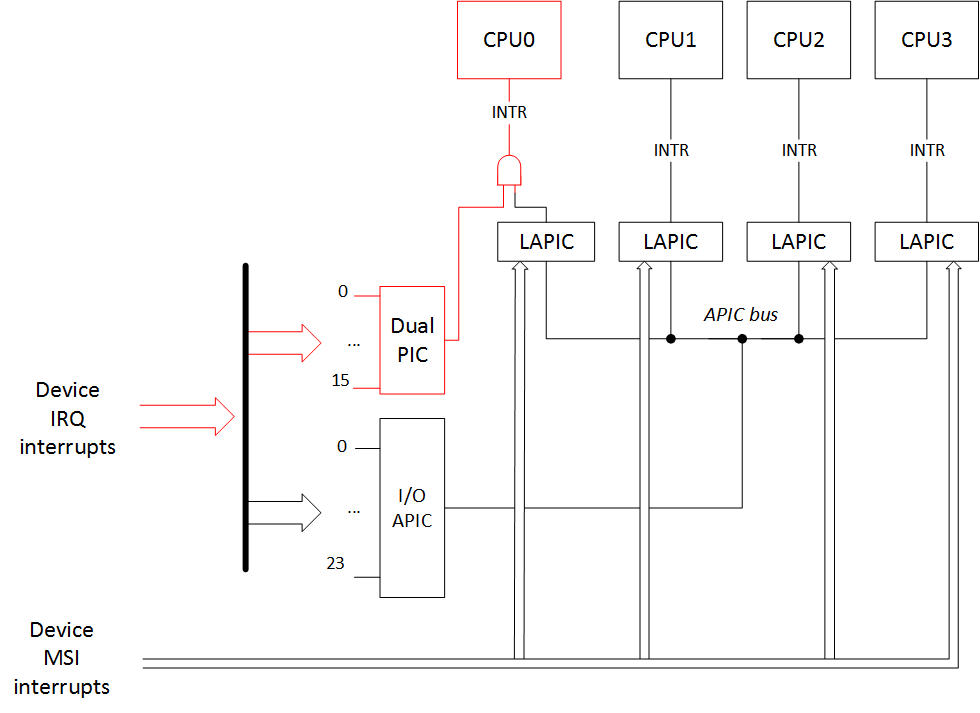 CPU0
CPU1
CPU2
CPU3
INTR
INTR
INTR
INTR
LAPIC
LAPIC
LAPIC
LAPIC
APIC bus
0
...
15
Dual
PIC
Device
IRQ
interrupts
0
...
23
I/O
APIC
Device
MSI
interrupts